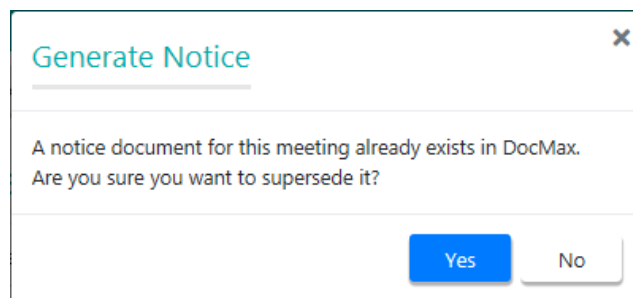 Generate Notice
A notice document for this meeting already exists in DocMax.
Are you sure you want to supersede it?
Yes No